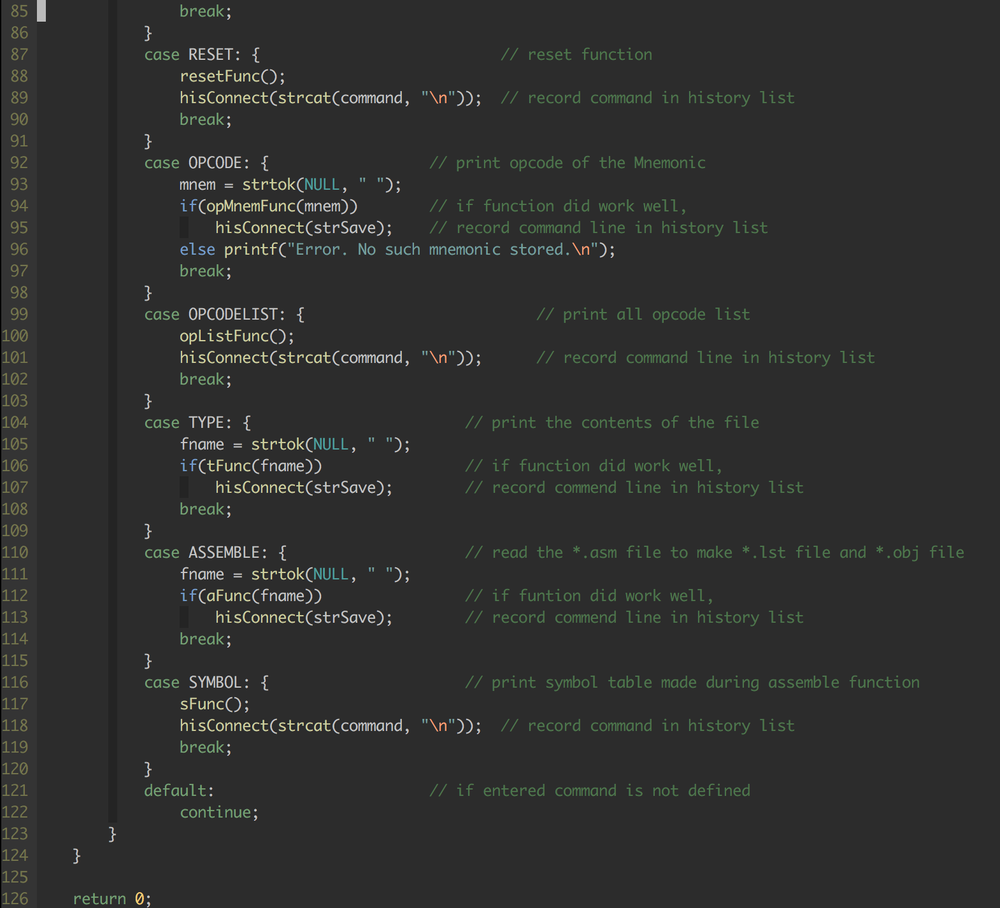 85 break;
86 }
87 case RESET: { // reset function
88 resetFunc();
89 hisConnect(strcat(command, "\n")); // record command in history list
90 break;
91 }
92 case OPCODE: { // print opcode of the Mnemonic
93 mnem = strtok(NULL, " ");
94 if(opMnemFunc(mnem)) // if function did work well,
95 hisConnect(strSave); // record command line in history list
96 else printf("Error. No such mnemonic stored.\n");
97 break;
98 }
99 case OPCODELIST: { // print all opcode list
100 opListFunc();
101 hisConnect(strcat(command, "\n")); // record command line in history list
102 break;
103 }
104 case TYPE: { // print the contents of the file
105 fname = strtok(NULL, " ");
106 if(tFunc(fname)) // if function did work well,
107 hisConnect(strSave); // record commend line in history list
108 break;
109 }
110 case ASSEMBLE: { // read the *.asm file to make *.lst file and *.obj file
111 fname = strtok(NULL, " ");
112 if(aFunc(fname)) // if funtion did work well,
113 hisConnect(strSave); // record commend line in history list
114 break;
115 }
116 case SYMBOL: { // print symbol table made during assemble function
117 sFunc();
118 hisConnect(strcat(command, "\n")); // record command in history list
119 break;
120 }
121 default: // if entered command is not defined
122 continue;
123 }
124 }
125
126 return 0;